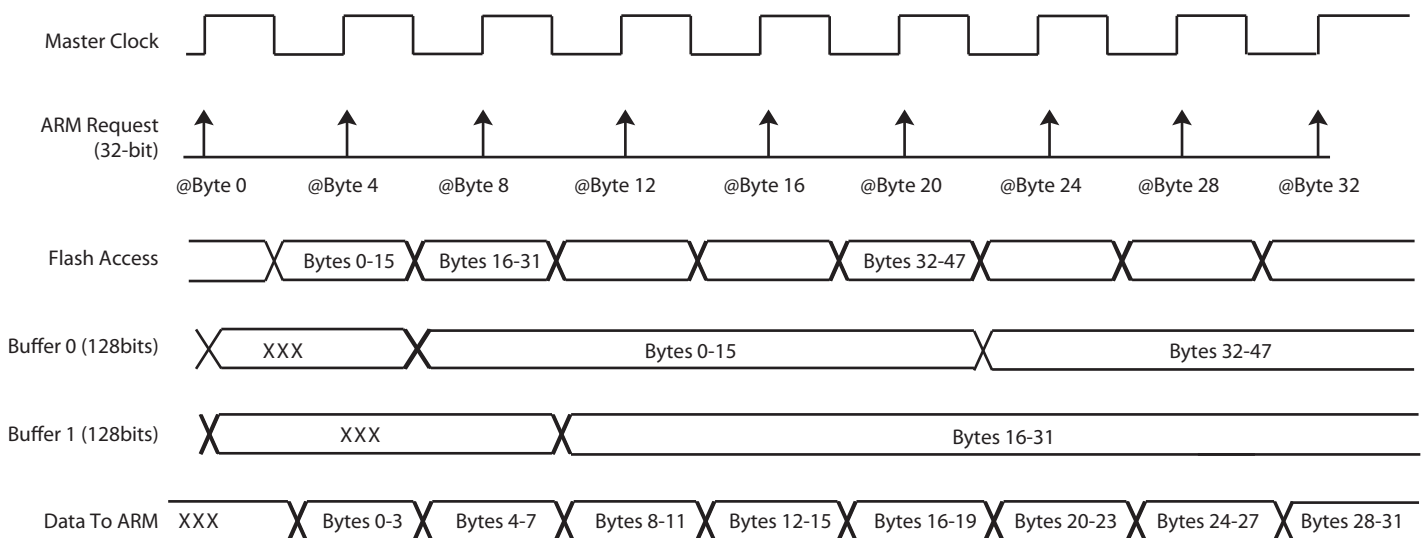 Master Clock
ARM Request
(32-bit)
@Byte 0 @Byte 4 @Byte 8 @Byte 12 @Byte 16 @Byte 20 @Byte 24 @Byte 28 @Byte 32
Flash Access Bytes 0-15 Bytes 16-31 Bytes 32-47
Buffer 0 (128bits) XXX Bytes 0-15 Bytes 32-47
Buffer 1 (128bits) XXX Bytes 16-31
Data To ARM XXX Bytes 0-3 Bytes 4-7 Bytes 8-11 Bytes 12-15 Bytes 16-19 Bytes 20-23 Bytes 24-27 Bytes 28-31